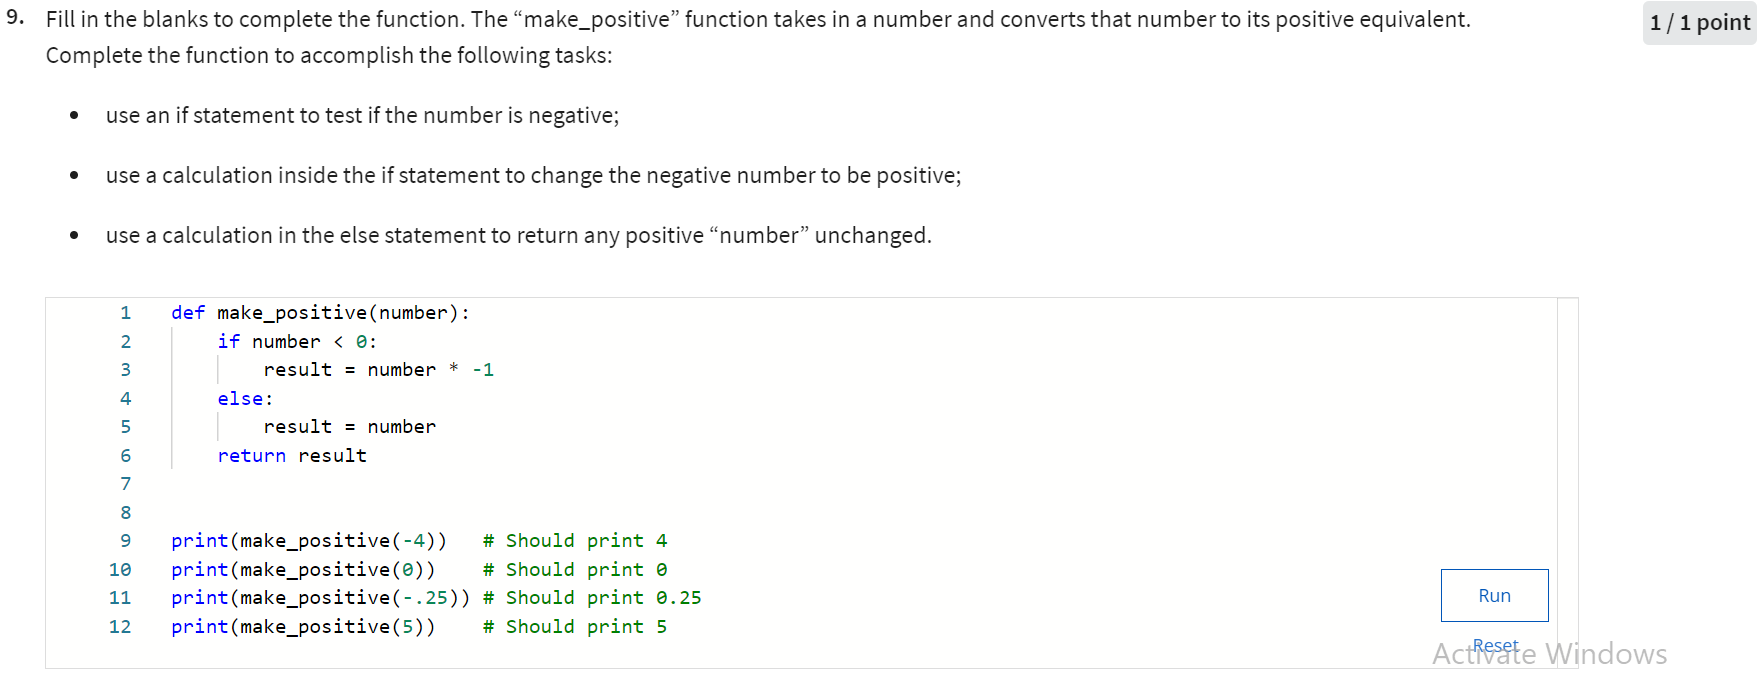 9. Fill in the blanks to complete the function. The “make_positive” function takes in a number and converts that number to its positive equivalent.
1 / 1 point
Complete the function to accomplish the following tasks:
• use an if statement to test if the number is negative;
• use a calculation inside the if statement to change the negative number to be positive;
• use a calculation in the else statement to return any positive “number” unchanged.
1 def make_positive(number):
2     if number < 0:
3         result = number * -1
4     else:
5         result = number
6     return result
7
8
9 print(make_positive(-4))   # Should print 4
10 print(make_positive(0))    # Should print 0
11 print(make_positive(-.25)) # Should print 0.25
12 print(make_positive(5))    # Should print 5
Run
Reset
Activate Windows